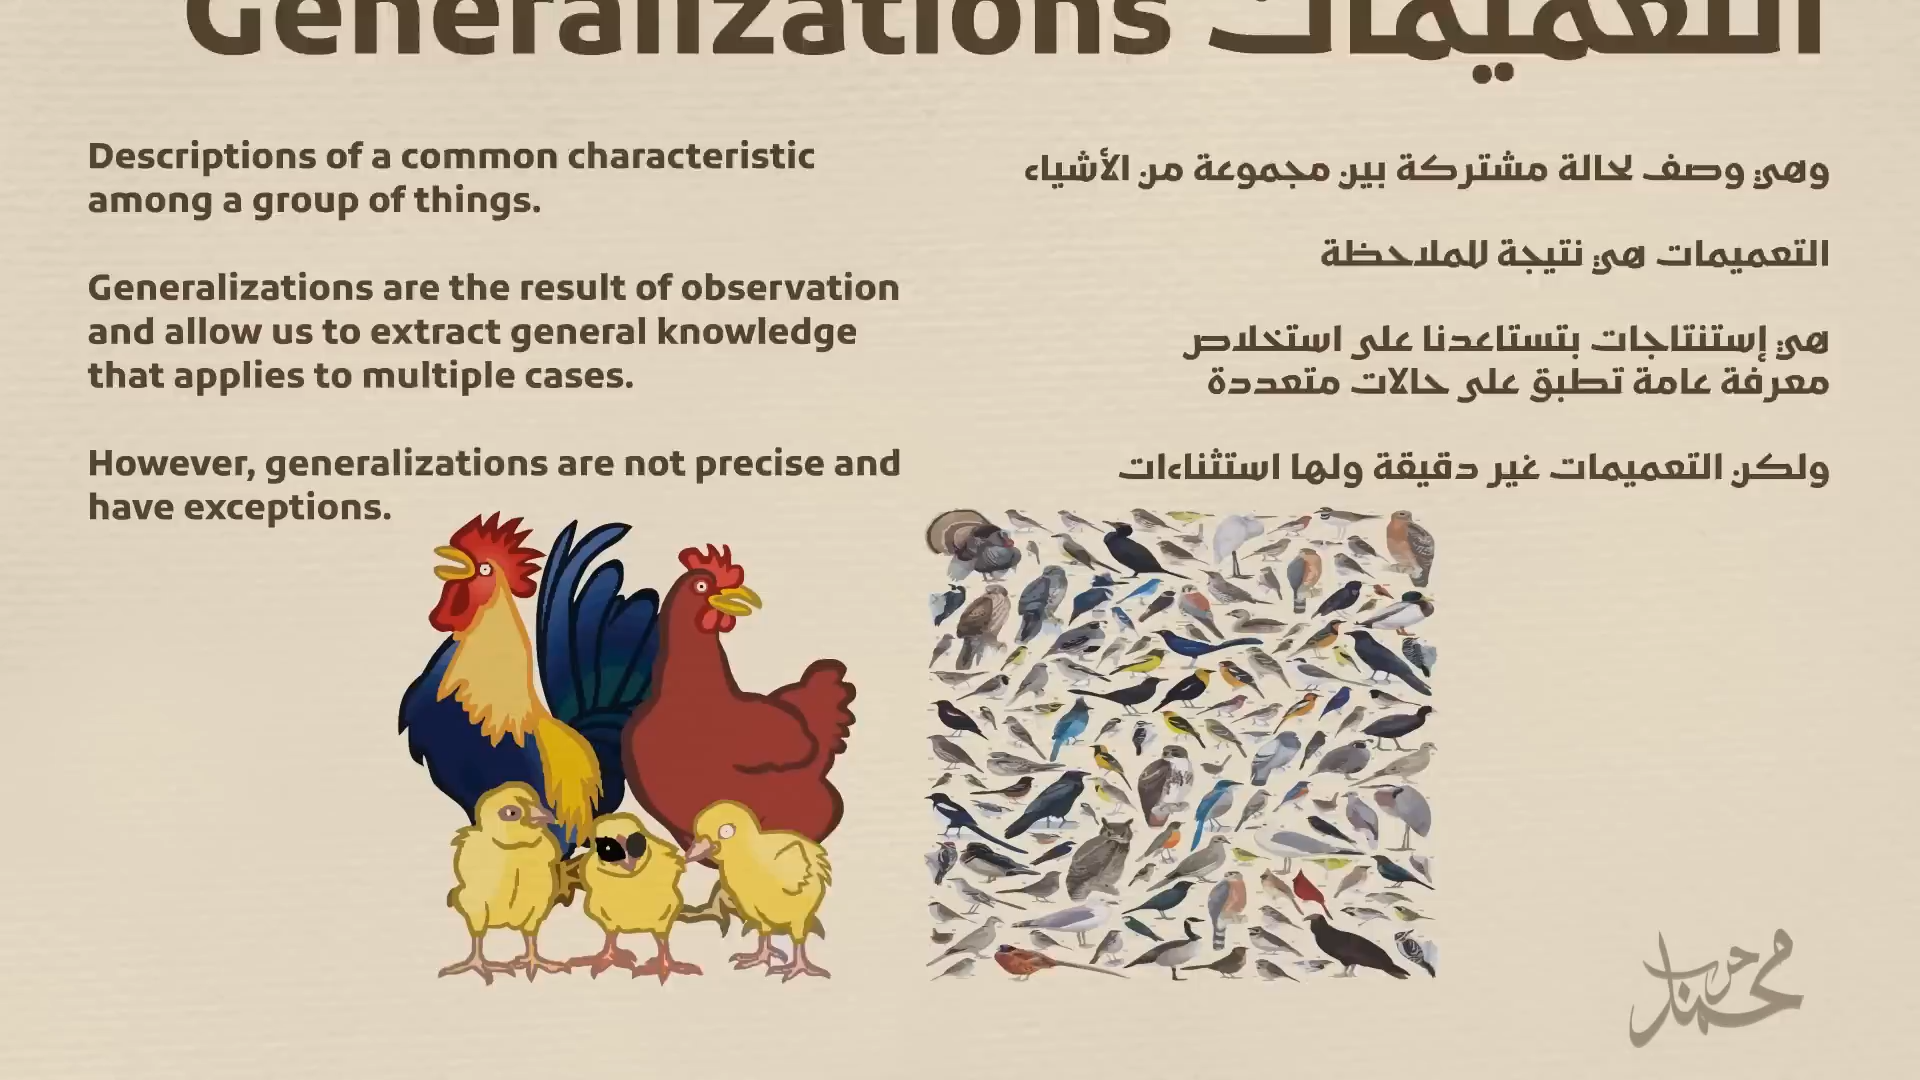 Generalizations التعميمات
Descriptions of a common characteristic
among a group of things.
Generalizations are the result of observation
and allow us to extract general knowledge
that applies to multiple cases.
However, generalizations are not precise and
have exceptions.
وهي وصف لحالة مشتركة بين مجموعة من الأشياء
التعميمات هي نتيجة للملاحظة
هي إستنتاجات بتستاعدنا على استخلاص
معرفة عامة تطبق على حالات متعددة
ولكن التعميمات غير دقيقة ولها استثناءات
محمد حرب